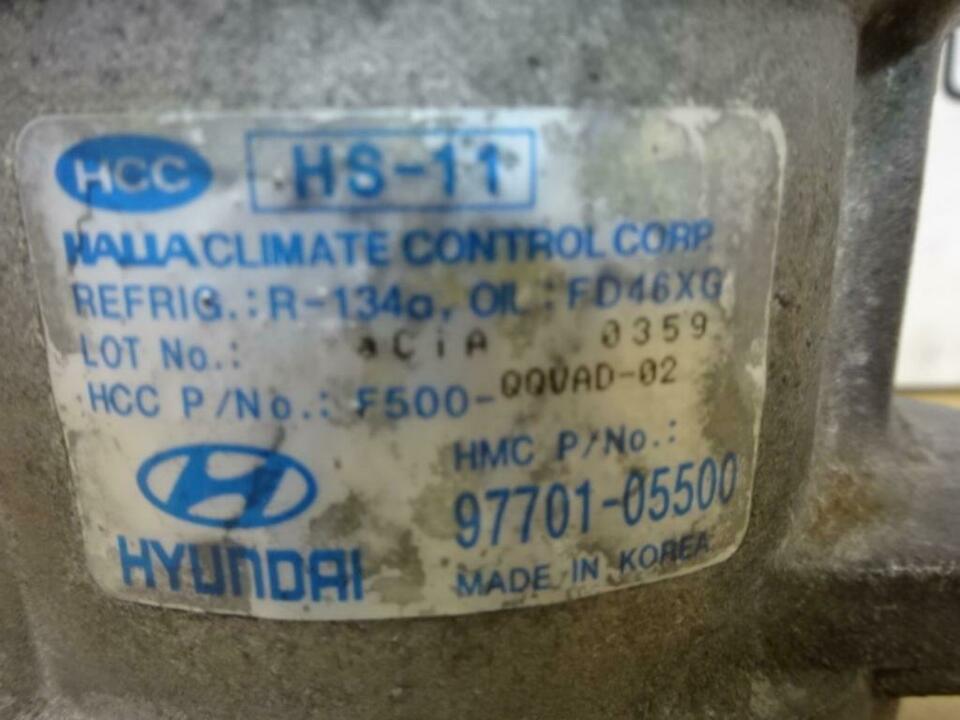 HCC HS-11
HALLA CLIMATE CONTROL CORP.
REFRIG.: R-134a, OIL: FD46XG
LOT No.: aCiA 0359
HCC P/No.: F500-QQVAD-02
HMC P/No.:
97701-05500
HYUNDAI
MADE IN KOREA